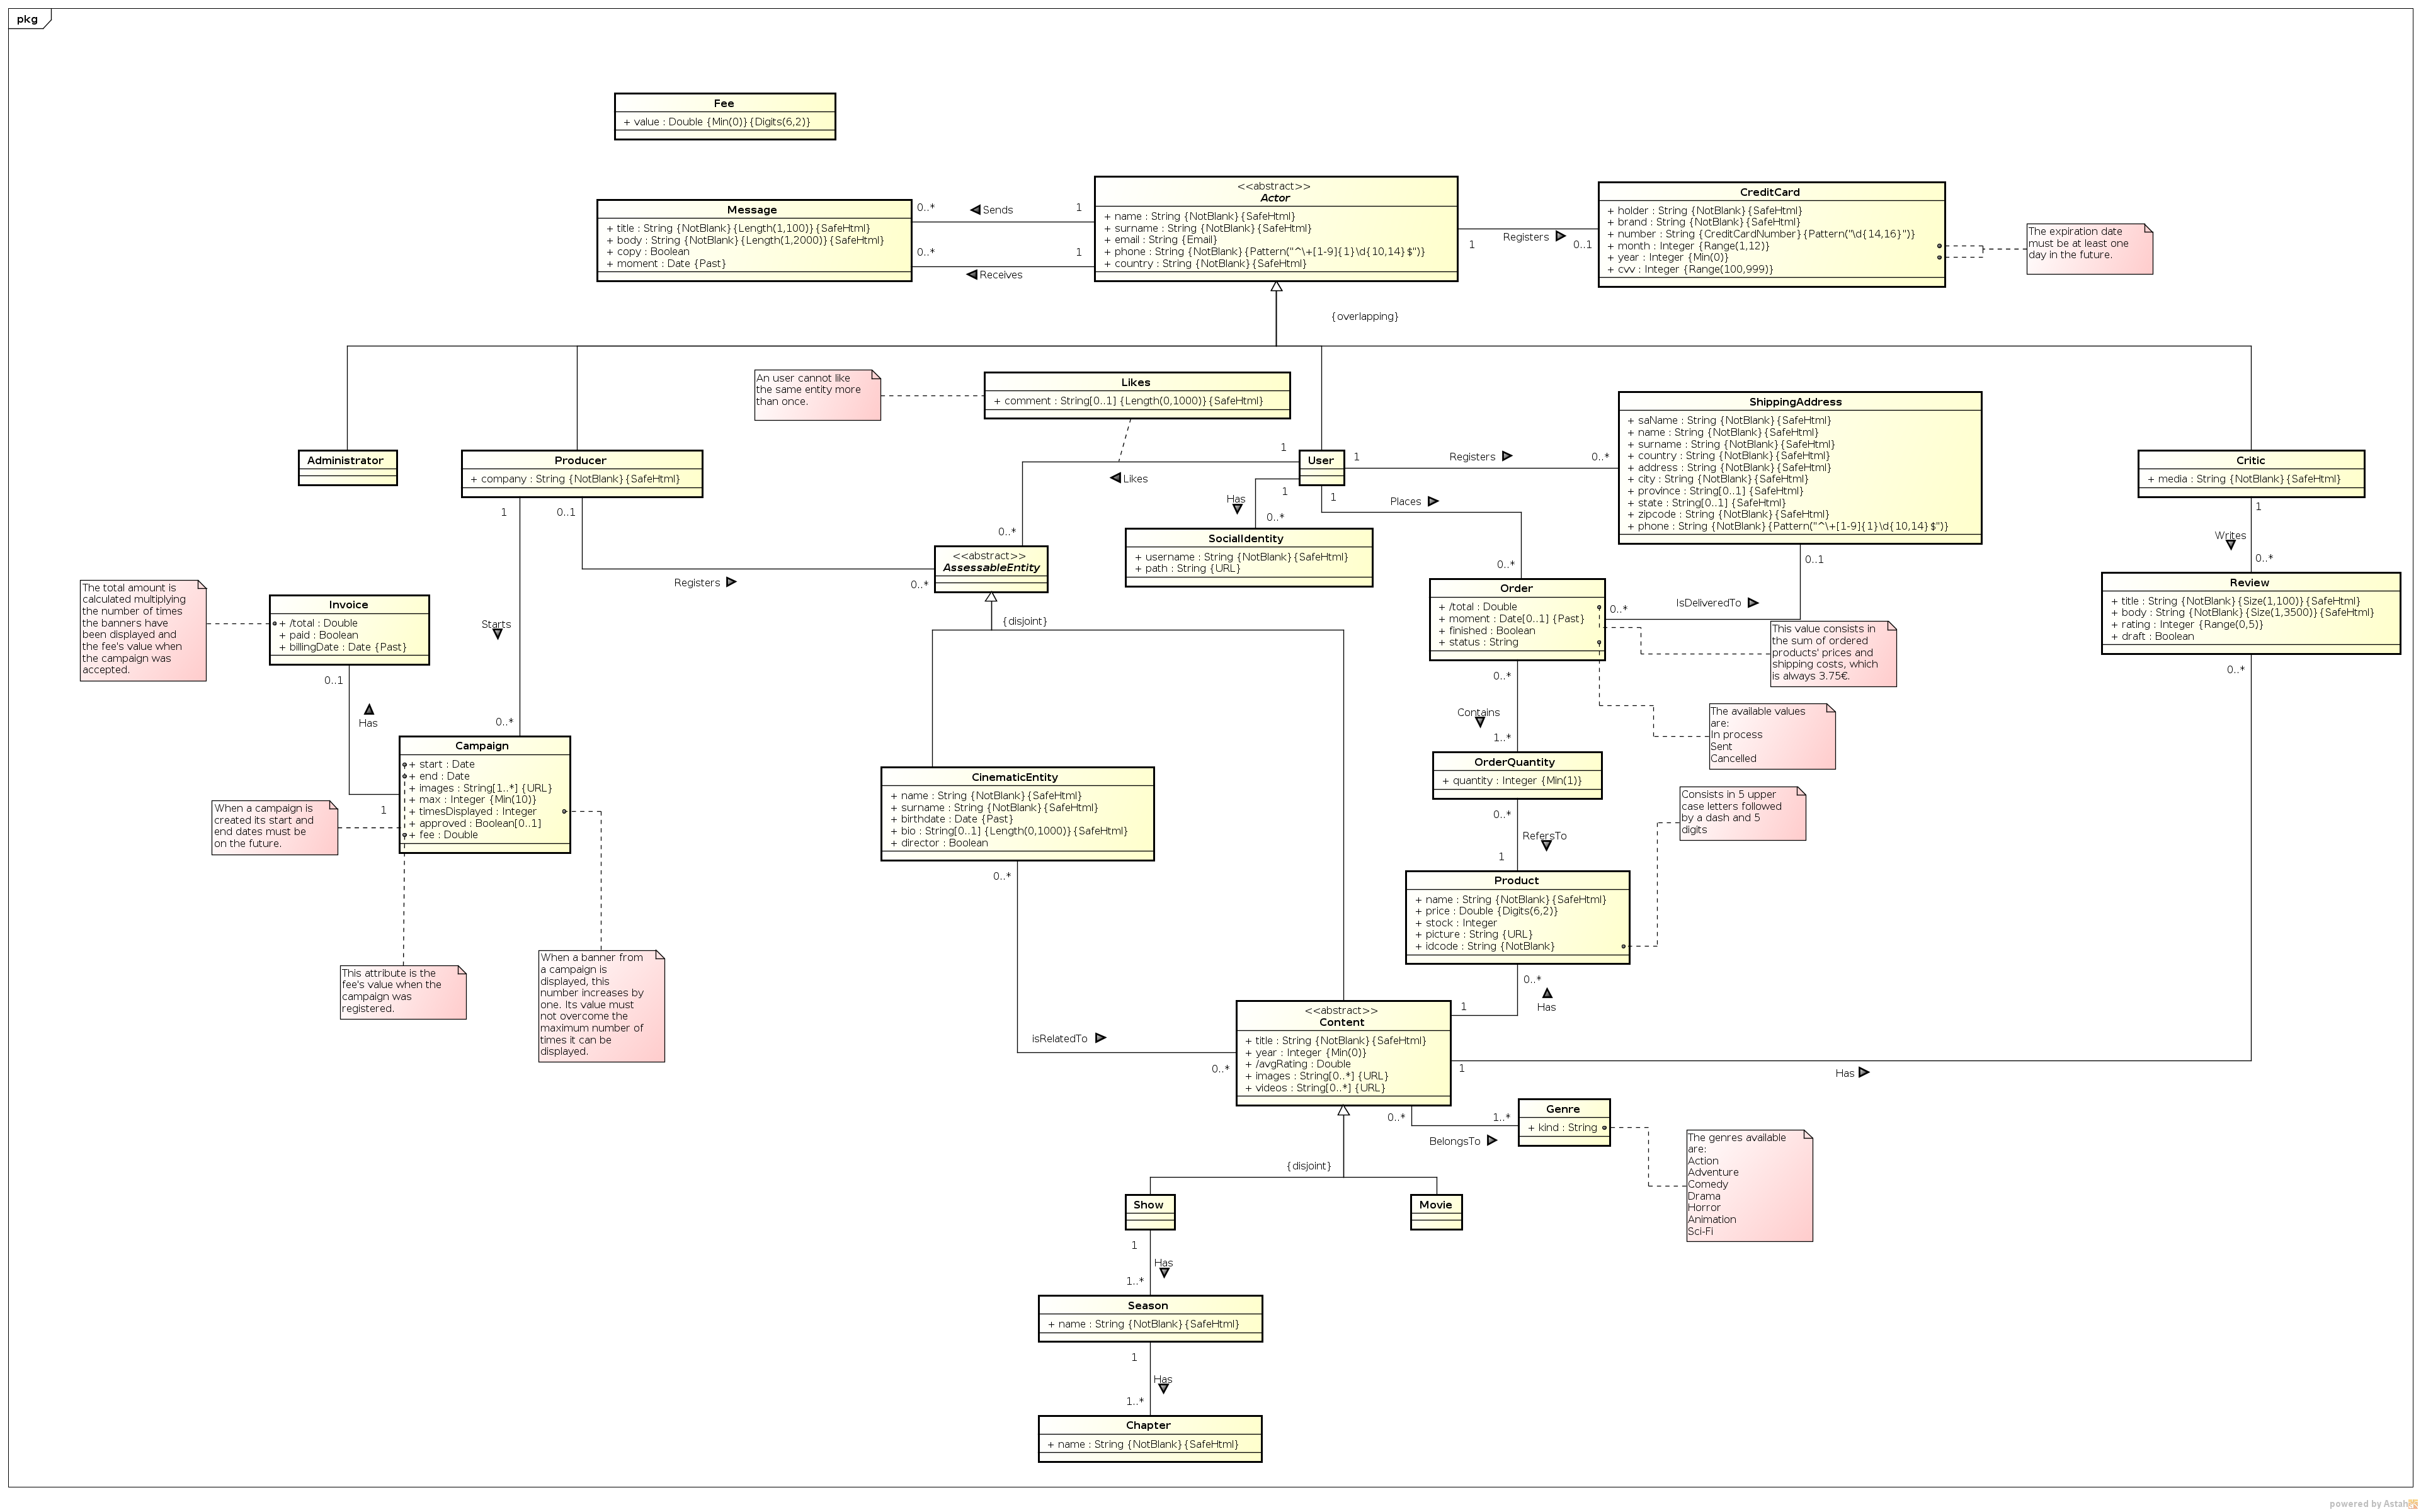 pkg
Fee
+ value : Double {Min(0)}{Digits(6,2)}
Message
+ title : String {NotBlank}{Length(1,100)}{SafeHtml}
+ body : String {NotBlank}{Length(1,2000)}{SafeHtml}
+ copy : Boolean
+ moment : Date {Past}
0..*
Sends
1
0..*
1
Receives
<<abstract>>
Actor
+ name : String {NotBlank}{SafeHtml}
+ surname : String {NotBlank}{SafeHtml}
+ email : String {Email}
+ phone : String {NotBlank}{Pattern("^\+[1-9]{1}\d{10,14}$")}
+ country : String {NotBlank}{SafeHtml}
1
Registers
0..1
CreditCard
+ holder : String {NotBlank}{SafeHtml}
+ brand : String {NotBlank}{SafeHtml}
+ number : String {CreditCardNumber}{Pattern("\d{14,16}")}
+ month : Integer {Range(1,12)}
+ year : Integer {Min(0)}
+ cvv : Integer {Range(100,999)}
The expiration date
must be at least one
day in the future.
{overlapping}
An user cannot like
the same entity more
than once.
Likes
+ comment : String[0..1] {Length(0,1000)}{SafeHtml}
Administrator
Producer
+ company : String {NotBlank}{SafeHtml}
1
0..1
1
Likes
0..*
User
1
Registers
0..*
1
Has
0..*
1
Places
0..*
ShippingAddress
+ saName : String {NotBlank}{SafeHtml}
+ name : String {NotBlank}{SafeHtml}
+ surname : String {NotBlank}{SafeHtml}
+ country : String {NotBlank}{SafeHtml}
+ address : String {NotBlank}{SafeHtml}
+ city : String {NotBlank}{SafeHtml}
+ province : String[0..1] {SafeHtml}
+ state : String[0..1] {SafeHtml}
+ zipcode : String {NotBlank}{SafeHtml}
+ phone : String {NotBlank}{Pattern("^\+[1-9]{1}\d{10,14}$")}
0..1
Critic
+ media : String {NotBlank}{SafeHtml}
1
Writes
0..*
SocialIdentity
+ username : String {NotBlank}{SafeHtml}
+ path : String {URL}
<<abstract>>
AssessableEntity
Registers
0..*
{disjoint}
The total amount is
calculated multiplying
the number of times
the banners have
been displayed and
the fee's value when
the campaign was
accepted.
Invoice
+ /total : Double
+ paid : Boolean
+ billingDate : Date {Past}
0..1
Has
Starts
0..*
Order
+ /total : Double
+ moment : Date[0..1] {Past}
+ finished : Boolean
+ status : String
0..*
IsDeliveredTo
This value consists in
the sum of ordered
products' prices and
shipping costs, which
is always 3.75€.
Review
+ title : String {NotBlank}{Size(1,100)}{SafeHtml}
+ body : String {NotBlank}{Size(1,3500)}{SafeHtml}
+ rating : Integer {Range(0,5)}
+ draft : Boolean
0..*
0..*
Contains
1..*
The available values
are:
In process
Sent
Cancelled
Campaign
+ start : Date
+ end : Date
+ images : String[1..*] {URL}
+ max : Integer {Min(10)}
+ timesDisplayed : Integer
+ approved : Boolean[0..1]
+ fee : Double
1
When a campaign is
created its start and
end dates must be
on the future.
This attribute is the
fee's value when the
campaign was
registered.
When a banner from
a campaign is
displayed, this
number increases by
one. Its value must
not overcome the
maximum number of
times it can be
displayed.
CinematicEntity
+ name : String {NotBlank}{SafeHtml}
+ surname : String {NotBlank}{SafeHtml}
+ birthdate : Date {Past}
+ bio : String[0..1] {Length(0,1000)}{SafeHtml}
+ director : Boolean
0..*
isRelatedTo
0..*
OrderQuantity
+ quantity : Integer {Min(1)}
0..*
RefersTo
1
Consists in 5 upper
case letters followed
by a dash and 5
digits
Product
+ name : String {NotBlank}{SafeHtml}
+ price : Double {Digits(6,2)}
+ stock : Integer
+ picture : String {URL}
+ idcode : String {NotBlank}
0..*
Has
1
<<abstract>>
Content
+ title : String {NotBlank}{SafeHtml}
+ year : Integer {Min(0)}
+ /avgRating : Double
+ images : String[0..*] {URL}
+ videos : String[0..*] {URL}
1
Has
0..*
1..*
BelongsTo
Genre
+ kind : String
The genres available
are:
Action
Adventure
Comedy
Drama
Horror
Animation
Sci-Fi
{disjoint}
Show
Movie
1
Has
1..*
Season
+ name : String {NotBlank}{SafeHtml}
1
Has
1..*
Chapter
+ name : String {NotBlank}{SafeHtml}
powered by Astah